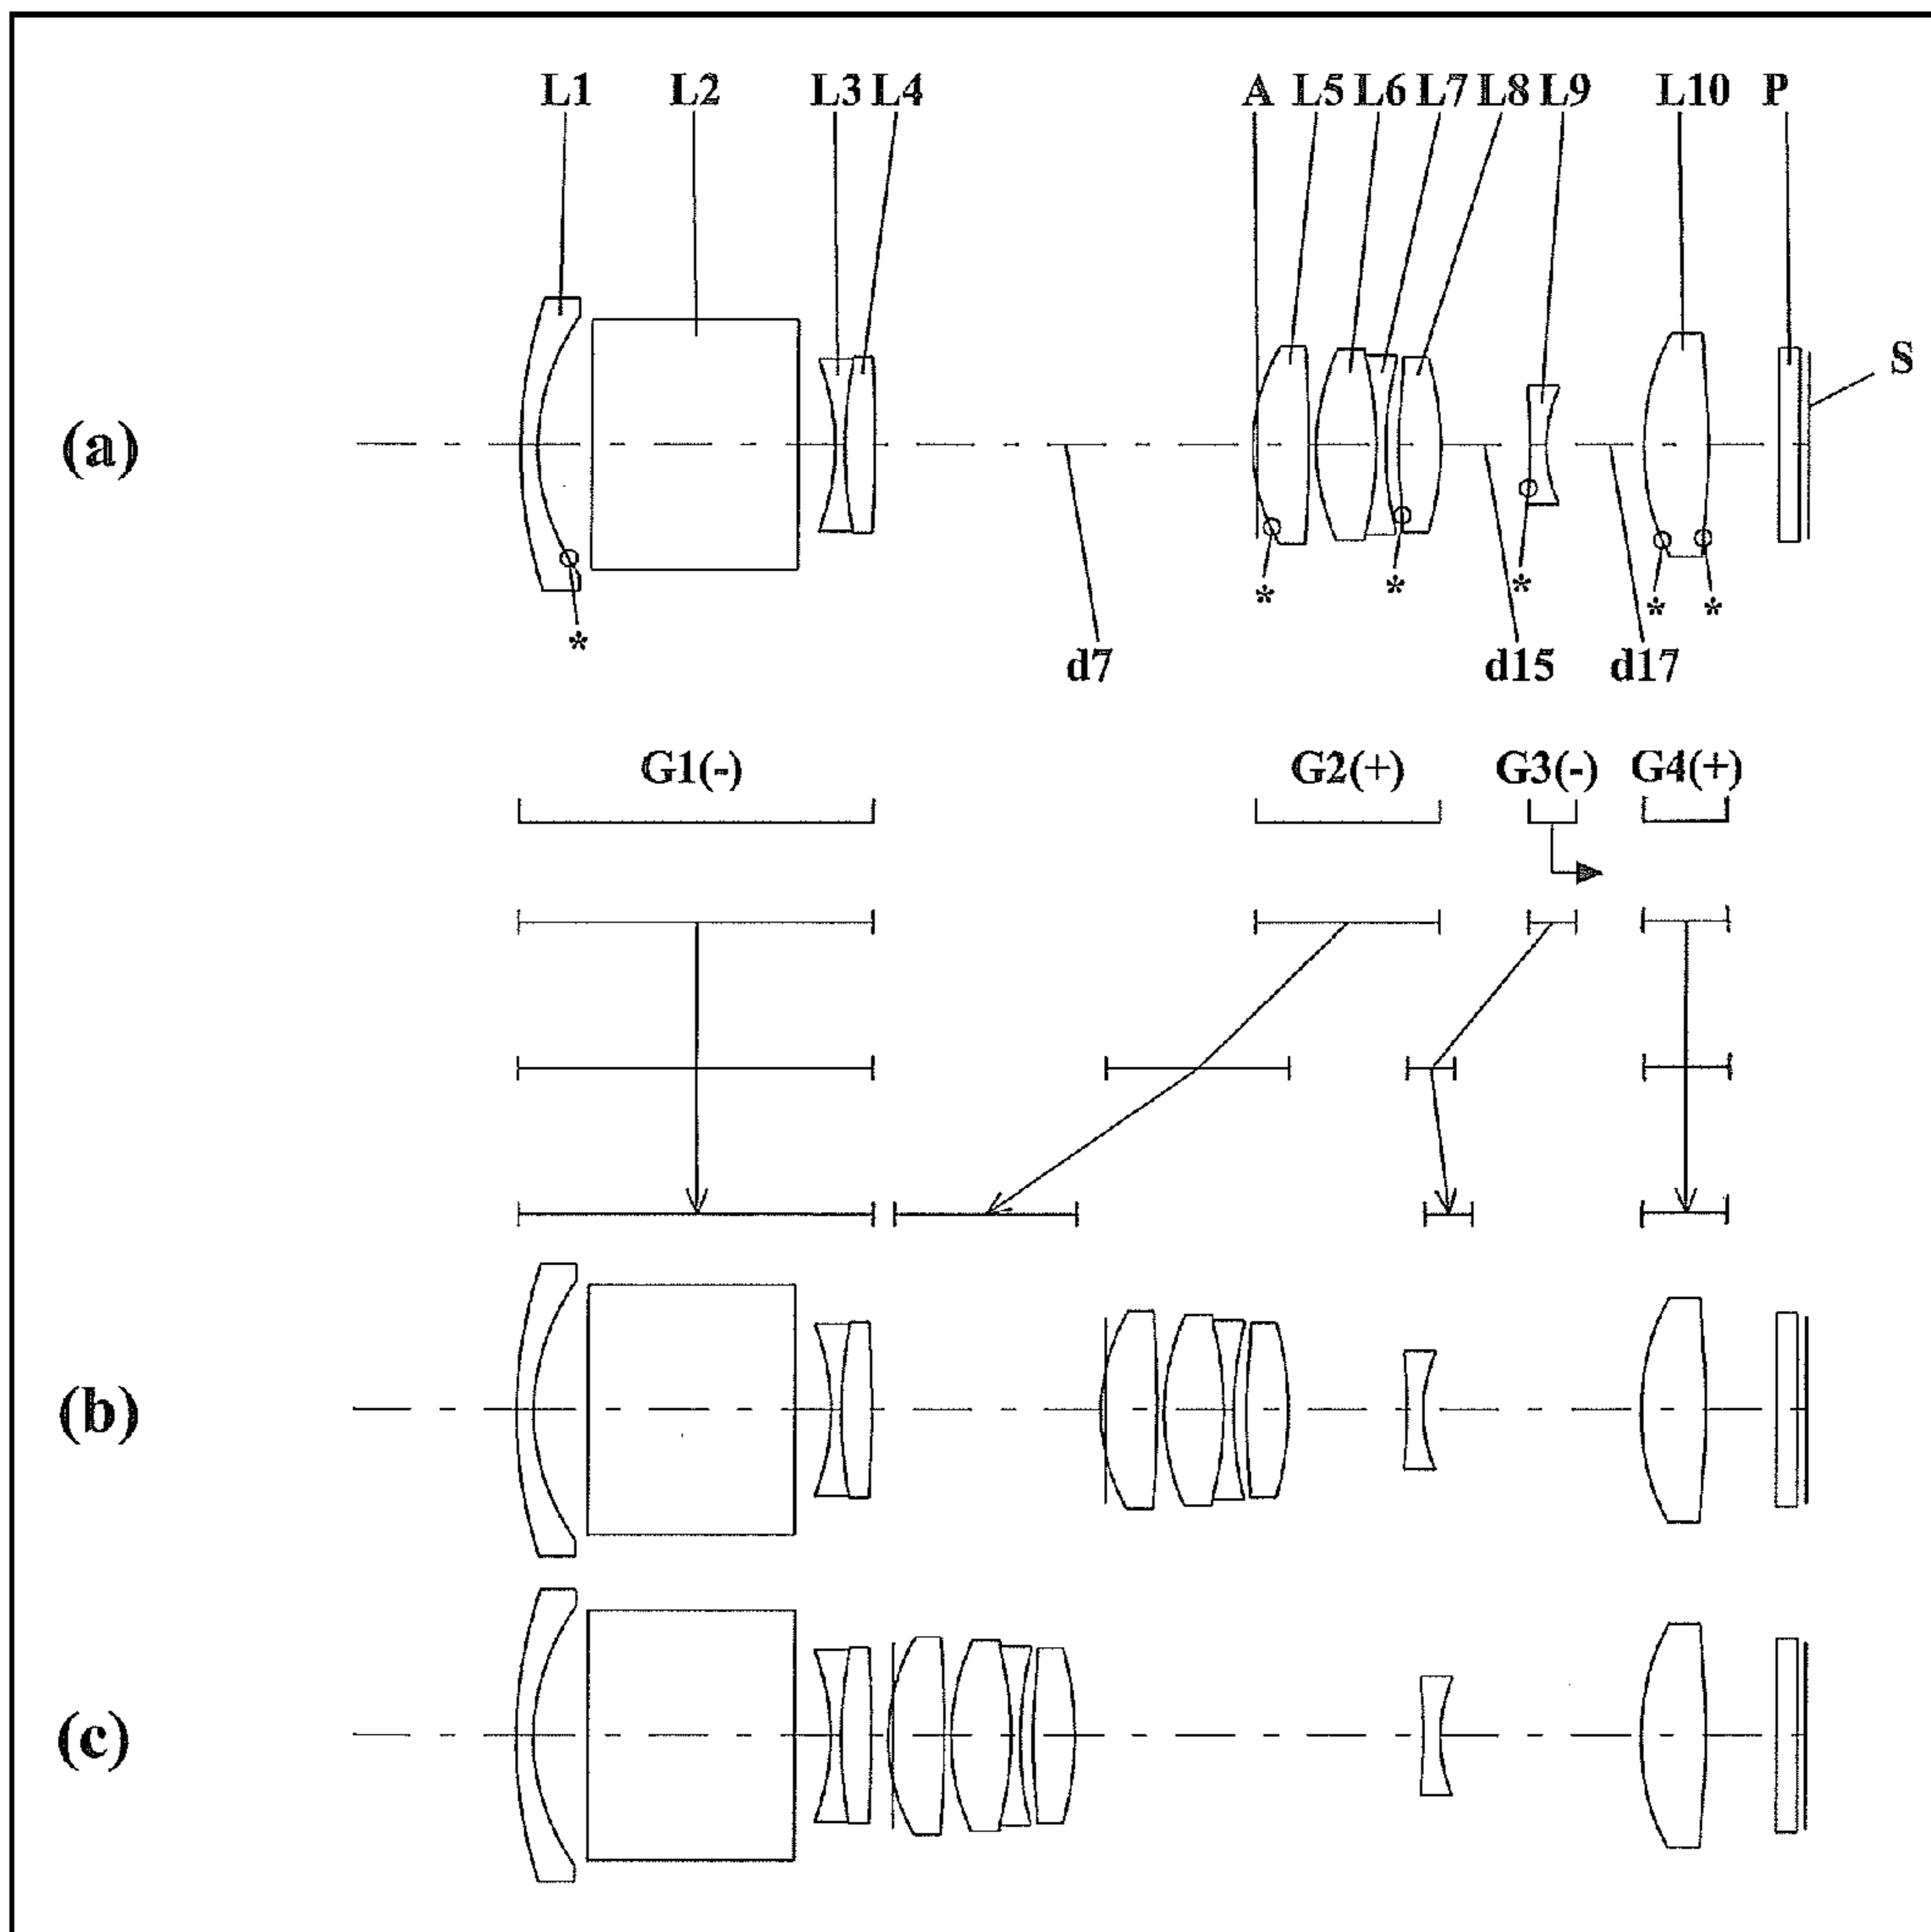 L1 L2 L3 L4 A L5 L6 L7 L8 L9 L10 P
S
(a)
* * * * * *
d7 d15 d17
G1(-) G2(+) G3(-) G4(+)
(b)
(c)